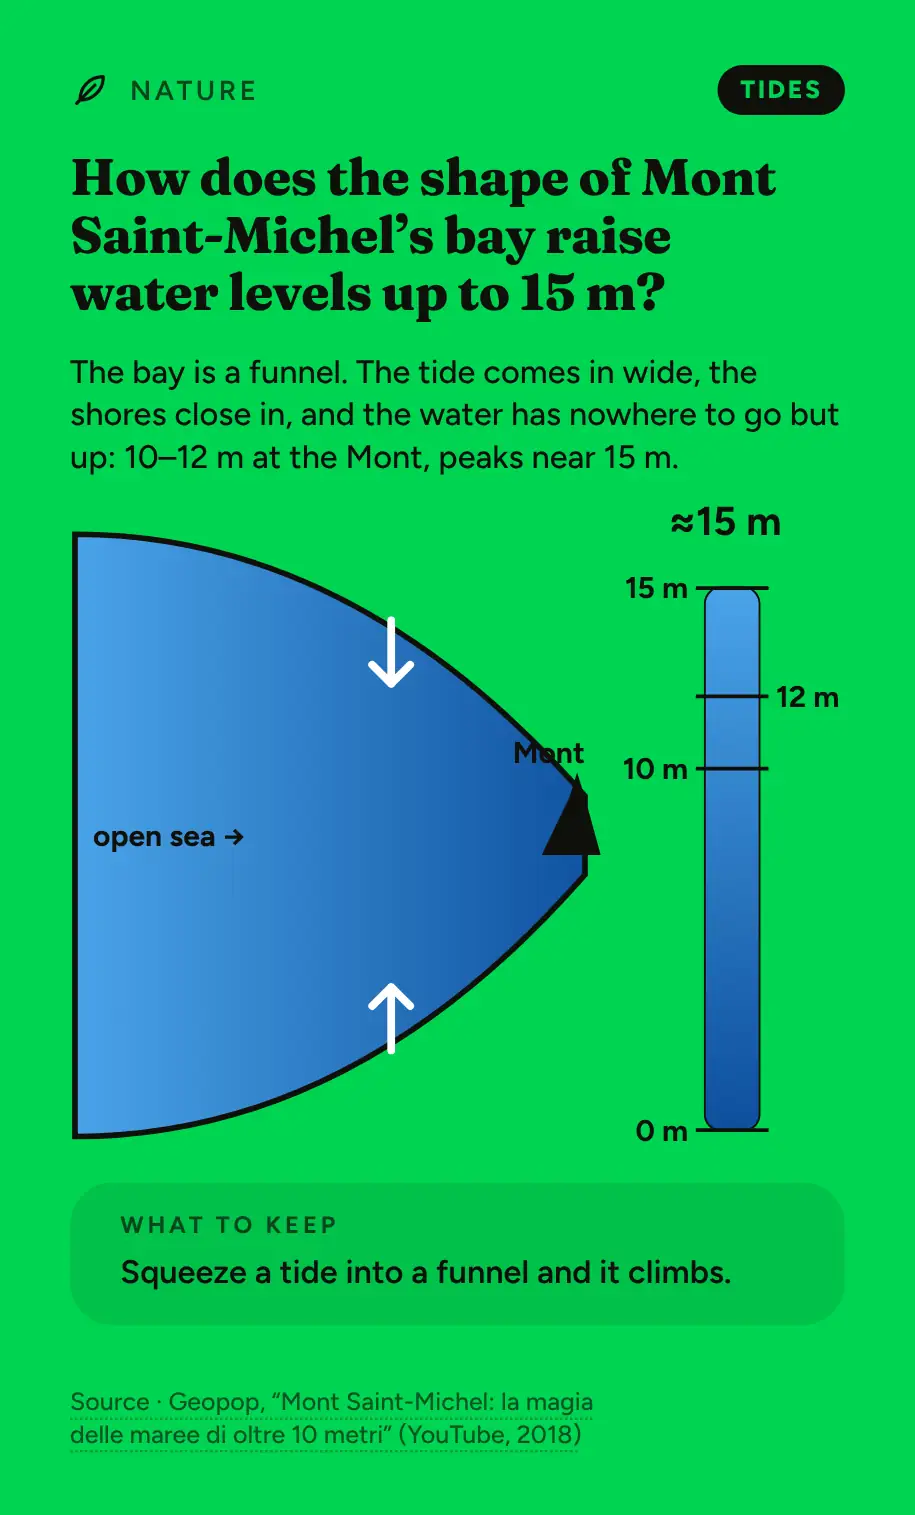 NATURE
TIDES
How does the shape of Mont
Saint-Michel’s bay raise
water levels up to 15 m?
The bay is a funnel. The tide comes in wide, the
shores close in, and the water has nowhere to go but
up: 10–12 m at the Mont, peaks near 15 m.
≈15 m
15 m
12 m
Mont
10 m
open sea →
0 m
WHAT TO KEEP
Squeeze a tide into a funnel and it climbs.
Source · Geopop, “Mont Saint-Michel: la magia
delle maree di oltre 10 metri” (YouTube, 2018)